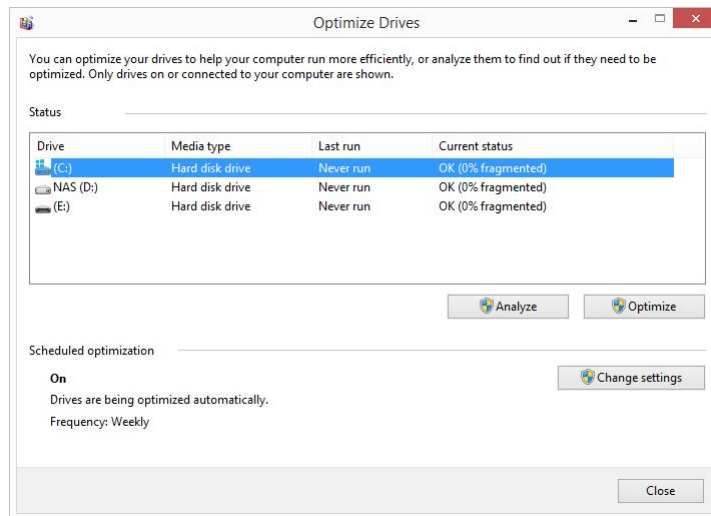 Optimize Drives
You can optimize your drives to help your computer run more efficiently, or analyze them to find out if they need to be
optimized. Only drives on or connected to your computer are shown.
Status
Drive Media type Last run Current status
(C:) Hard disk drive Never run OK (0% fragmented)
NAS (D:) Hard disk drive Never run OK (0% fragmented)
(E:) Hard disk drive Never run OK (0% fragmented)
Analyze Optimize
Scheduled optimization
On Change settings
Drives are being optimized automatically.
Frequency: Weekly
Close